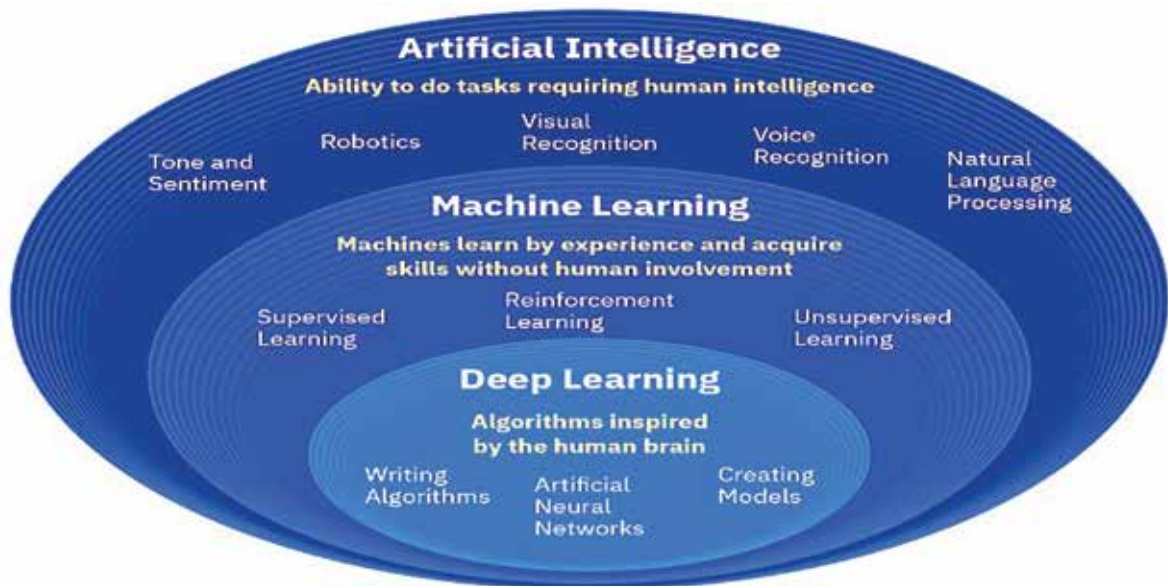 Artificial Intelligence
Ability to do tasks requiring human intelligence
Tone and
Sentiment
Robotics
Visual
Recognition
Voice
Recognition
Natural
Language
Processing
Machine Learning
Machines learn by experience and acquire
skills without human involvement
Supervised
Learning
Reinforcement
Learning
Unsupervised
Learning
Deep Learning
Algorithms inspired
by the human brain
Writing
Algorithms
Artificial
Neural
Networks
Creating
Models